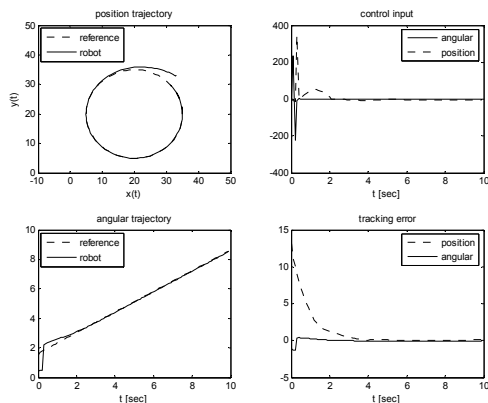 position trajectory
50
40
30
20
10
0
y(t)
reference
robot
-10 0 10 20 30 40 50
x(t)
control input
400
200
0
-200
-400
angular
position
0 2 4 6 8 10
t [sec]
angular trajectory
10
8
6
4
2
0
reference
robot
0 2 4 6 8 10
t [sec]
tracking error
15
10
5
0
-5
position
angular
0 2 4 6 8 10
t [sec]